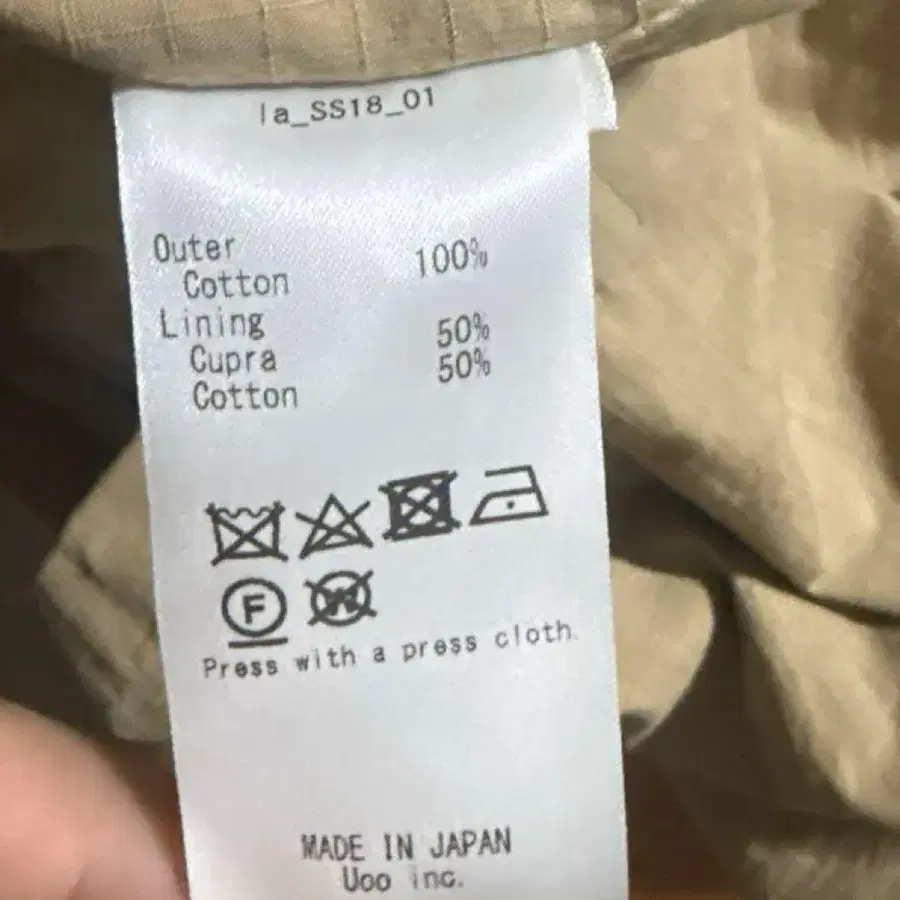 la_SS18_01
Outer
Cotton 100%
Lining
Cupra 50%
Cotton 50%
F
W
Press with a press cloth.
MADE IN JAPAN
Uoo inc.